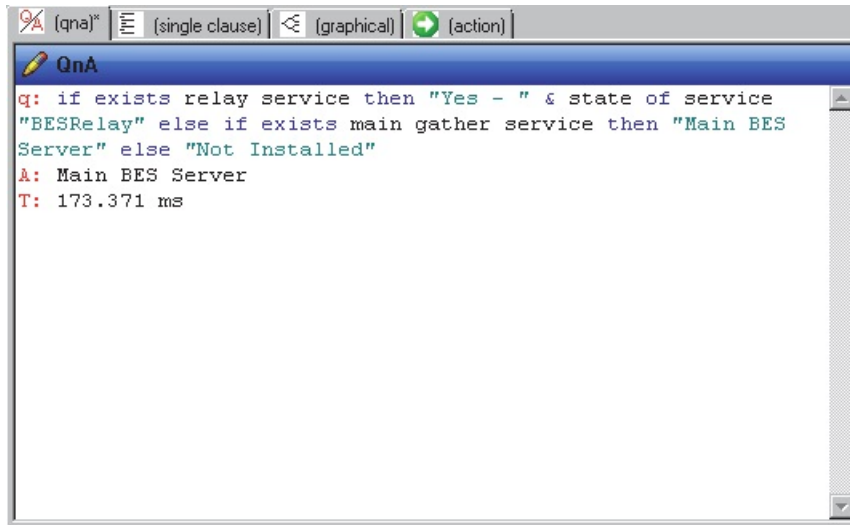 (qna)* (single clause) (graphical) (action)
QnA
q: if exists relay service then "Yes - " & state of service
"BESRelay" else if exists main gather service then "Main BES
Server" else "Not Installed"
A: Main BES Server
T: 173.371 ms